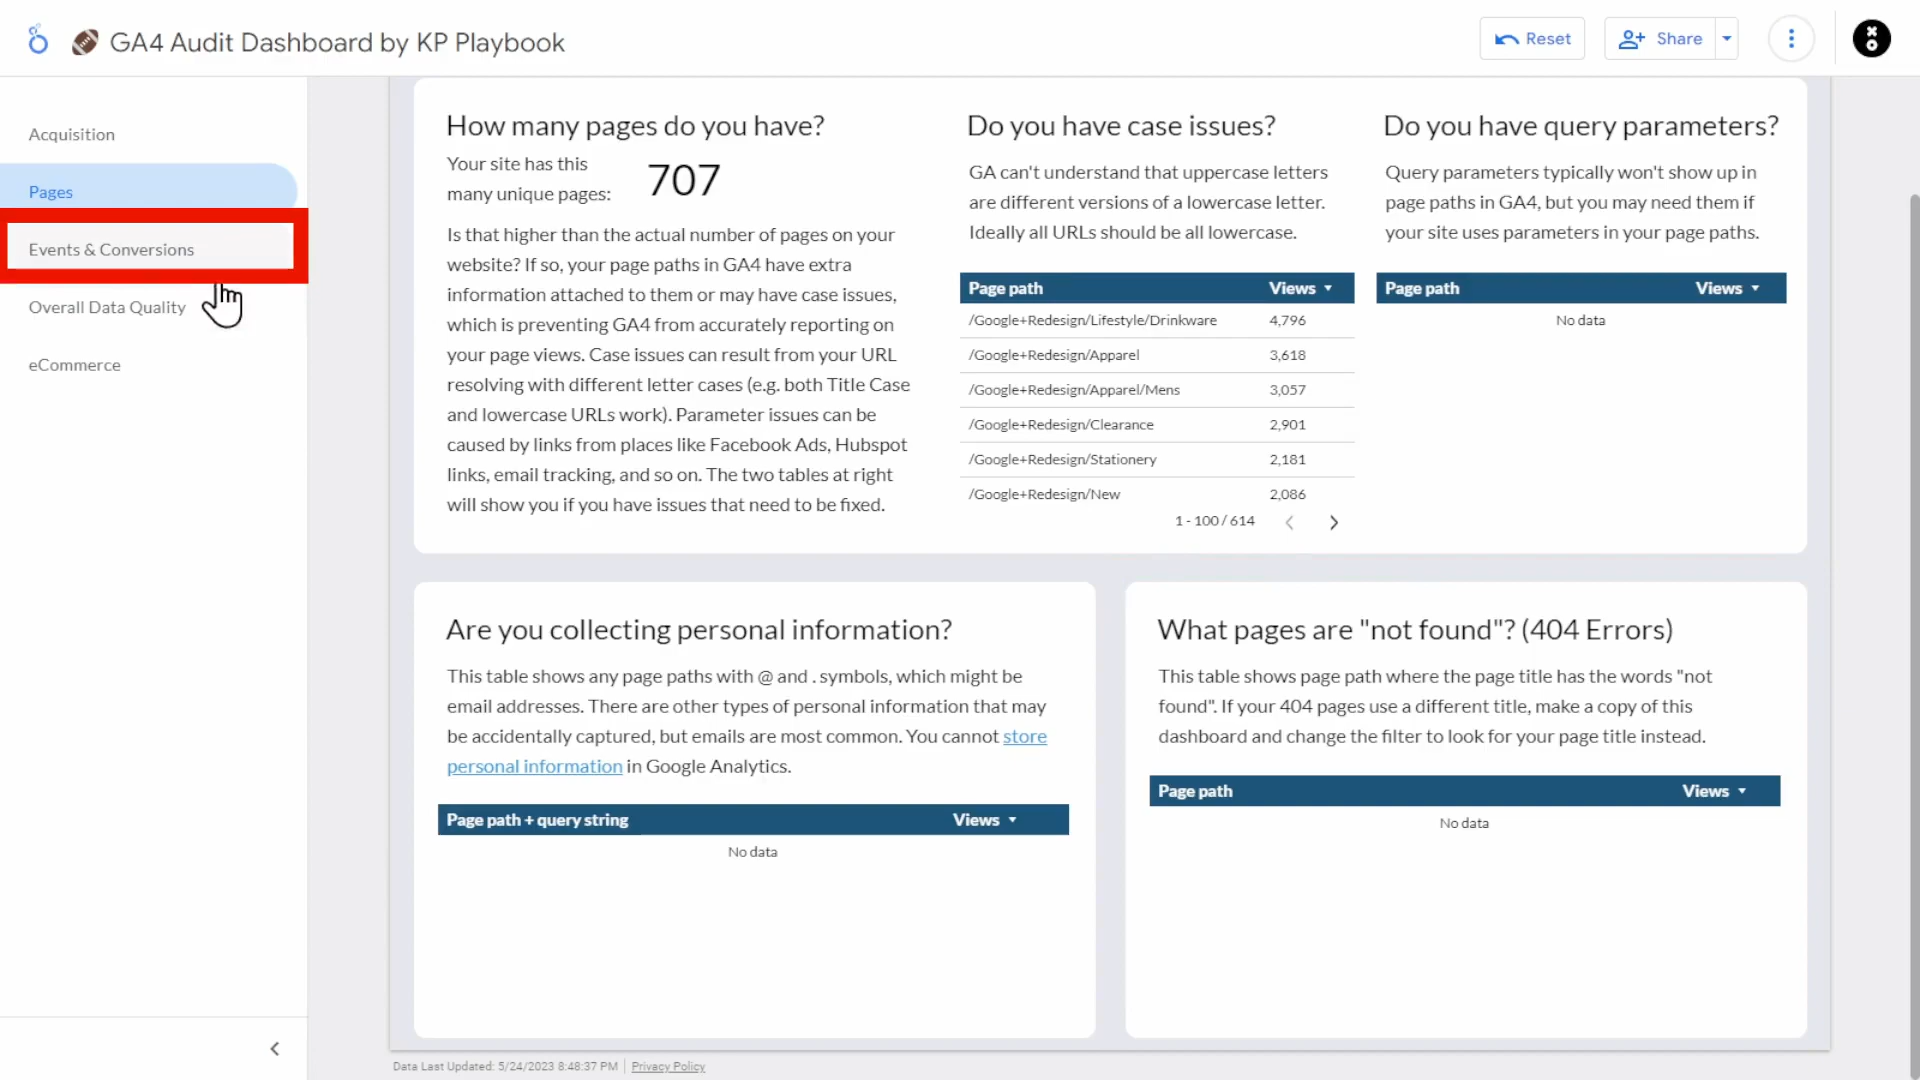 GA4 Audit Dashboard by KP Playbook
Reset
Share
Acquisition
Pages
Events & Conversions
Overall Data Quality
eCommerce
How many pages do you have?
Your site has this
many unique pages:
707
Is that higher than the actual number of pages on your
website? If so, your page paths in GA4 have extra
information attached to them or may have case issues,
which is preventing GA4 from accurately reporting on
your page views. Case issues can result from your URL
resolving with different letter cases (e.g. both Title Case
and lowercase URLs work). Parameter issues can be
caused by links from places like Facebook Ads, Hubspot
links, email tracking, and so on. The two tables at right
will show you if you have issues that need to be fixed.
Do you have case issues?
GA can't understand that uppercase letters
are different versions of a lowercase letter.
Ideally all URLs should be all lowercase.
Page path Views
/Google+Redesign/Lifestyle/Drinkware 4,796
/Google+Redesign/Apparel 3,618
/Google+Redesign/Apparel/Mens 3,057
/Google+Redesign/Clearance 2,901
/Google+Redesign/Stationery 2,181
/Google+Redesign/New 2,086
1 - 100 / 614
Do you have query parameters?
Query parameters typically won't show up in
page paths in GA4, but you may need them if
your site uses parameters in your page paths.
Page path Views
No data
Are you collecting personal information?
This table shows any page paths with @ and . symbols, which might be
email addresses. There are other types of personal information that may
be accidentally captured, but emails are most common. You cannot store
personal information in Google Analytics.
Page path + query string Views
No data
What pages are "not found"? (404 Errors)
This table shows page path where the page title has the words "not
found". If your 404 pages use a different title, make a copy of this
dashboard and change the filter to look for your page title instead.
Page path Views
No data
Data Last Updated: 5/24/2023 8:48:37 PM Privacy Policy